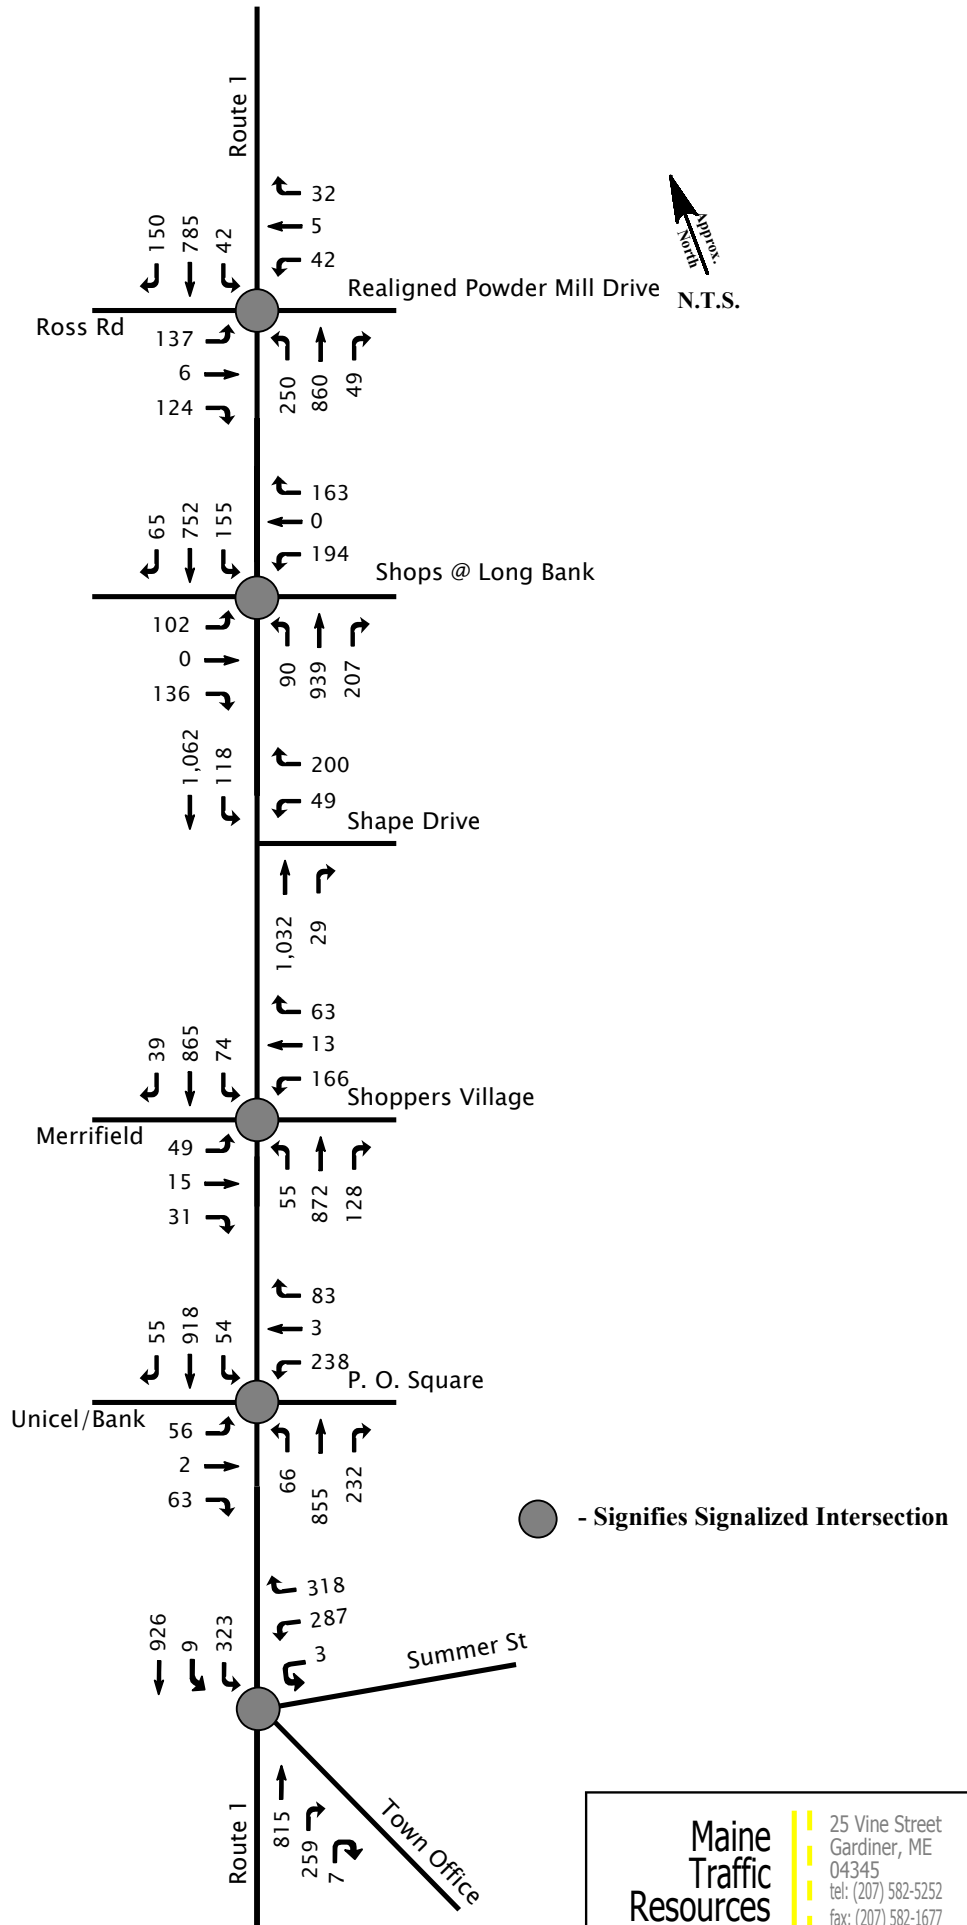 Route 1
32
5
42
150
785
42
Approx.
North
N.T.S.
Realigned Powder Mill Drive
Ross Rd
137
6
124
250
860
49
163
0
194
65
752
155
Shops @ Long Bank
102
0
136
90
939
207
1,062
118
200
49
Shape Drive
1,032
29
63
13
166
39
865
74
Shoppers Village
Merrifield
49
15
31
55
872
128
83
3
238
55
918
54
P. O. Square
Unicel/Bank
56
2
63
66
855
232
- Signifies Signalized Intersection
318
287
3
926
9
323
Summer St
Town Office
815
259
7
Route 1
Maine
Traffic
Resources
25 Vine Street
Gardiner, ME
04345
tel: (207) 582-5252
fax: (207) 582-1677